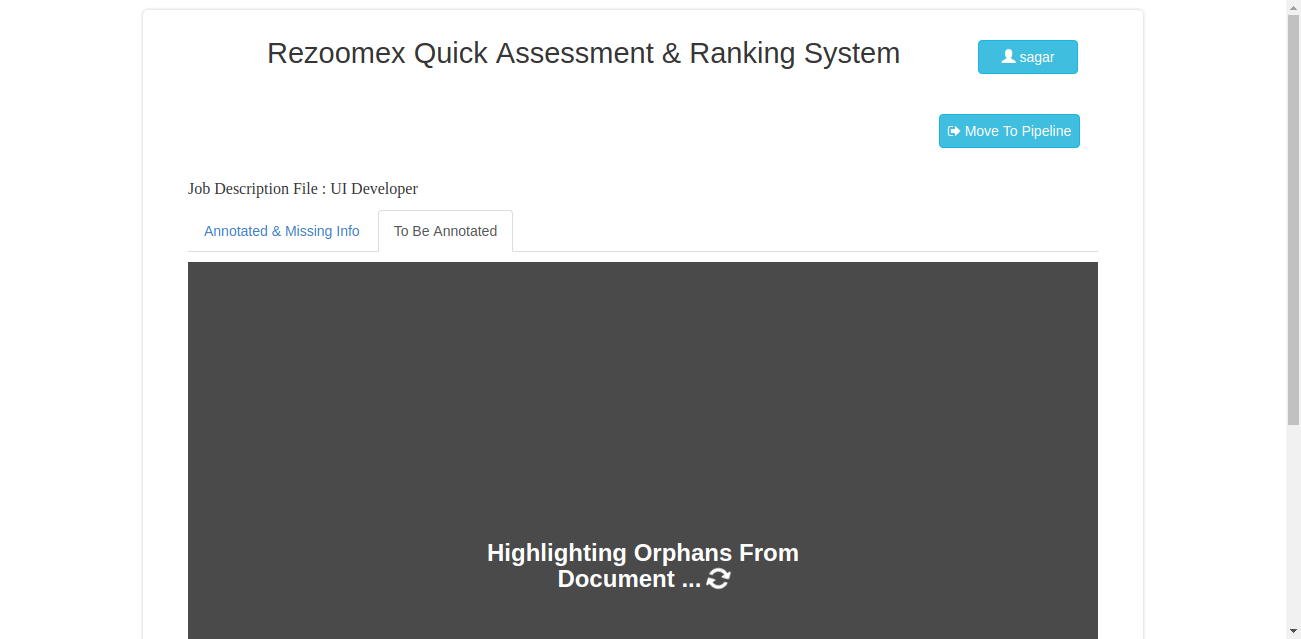 Rezoomex Quick Assessment & Ranking System
sagar
Move To Pipeline
Job Description File : UI Developer
Annotated & Missing Info
To Be Annotated
Highlighting Orphans From
Document ...